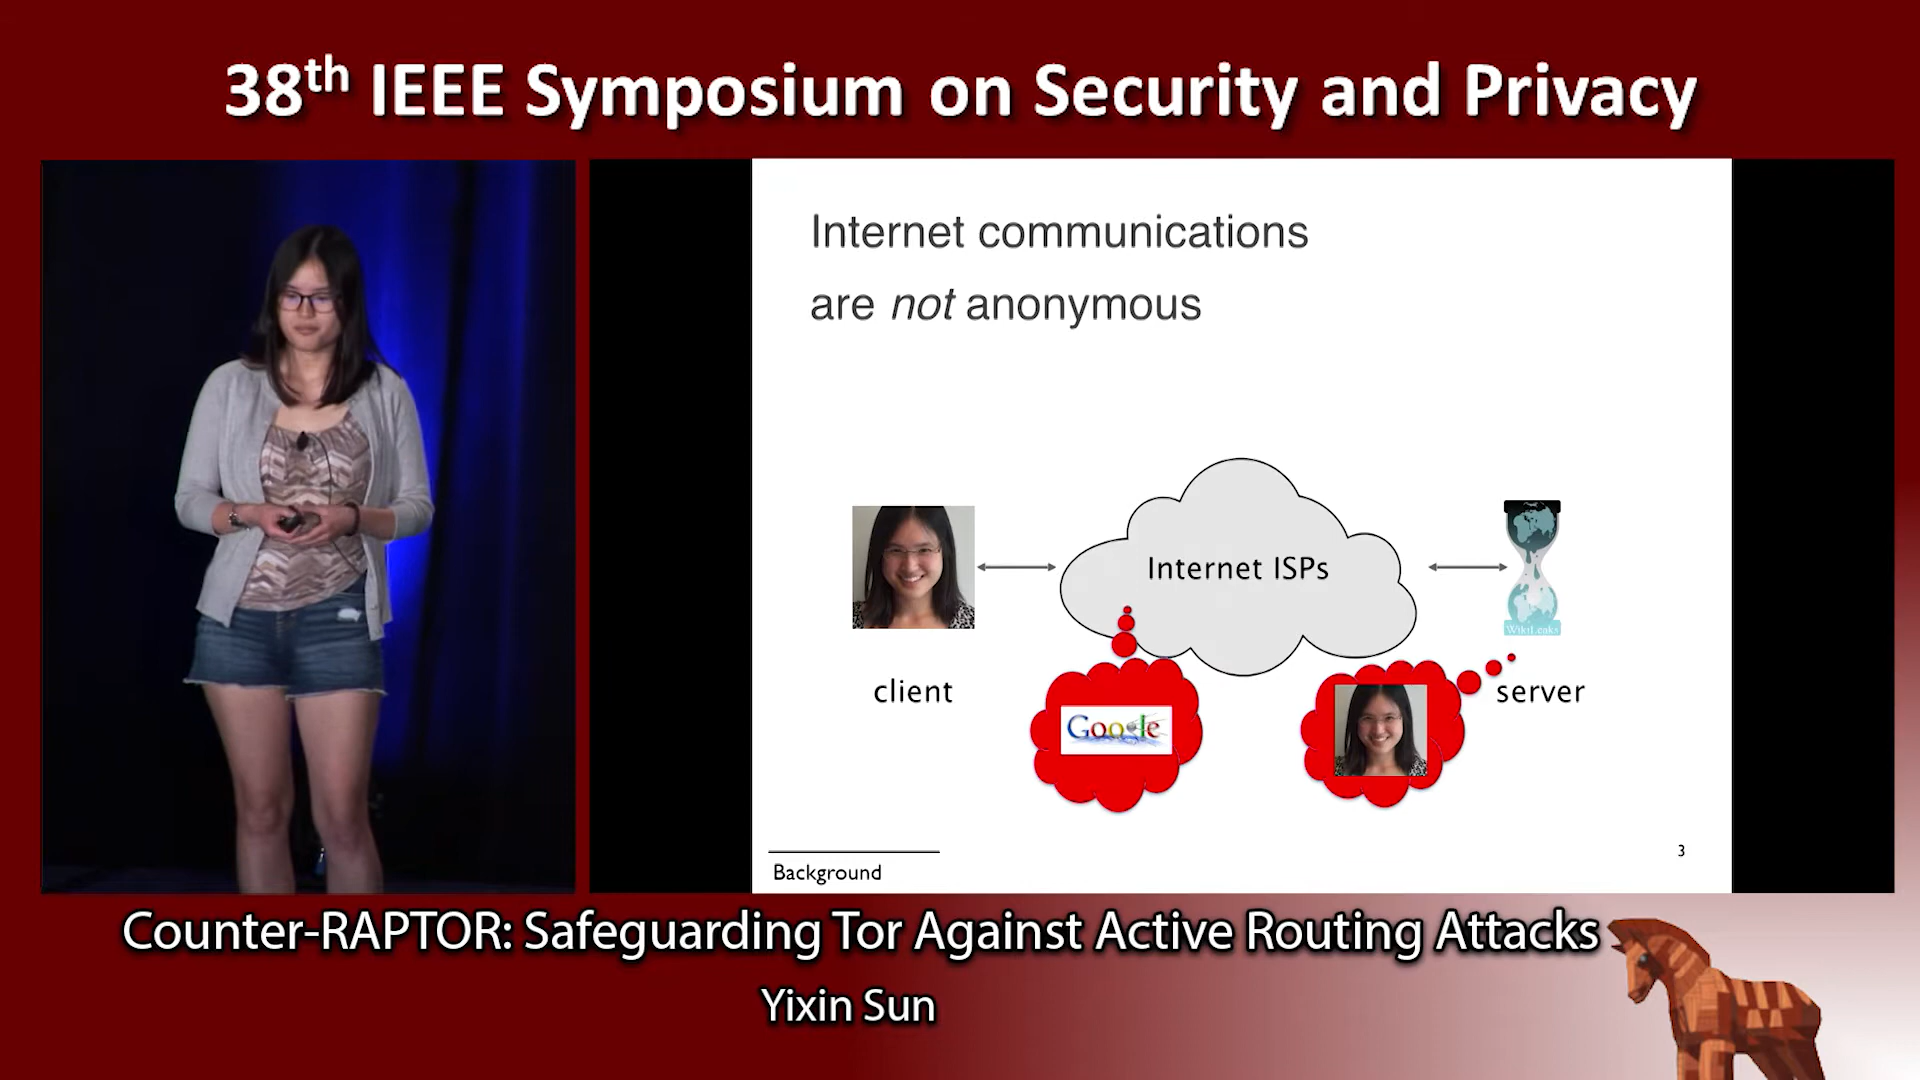 38th IEEE Symposium on Security and Privacy
Internet communications
are not anonymous
Internet ISPs
WikiLeaks
client
server
Google
3
Background
Counter-RAPTOR: Safeguarding Tor Against Active Routing Attacks
Yixin Sun